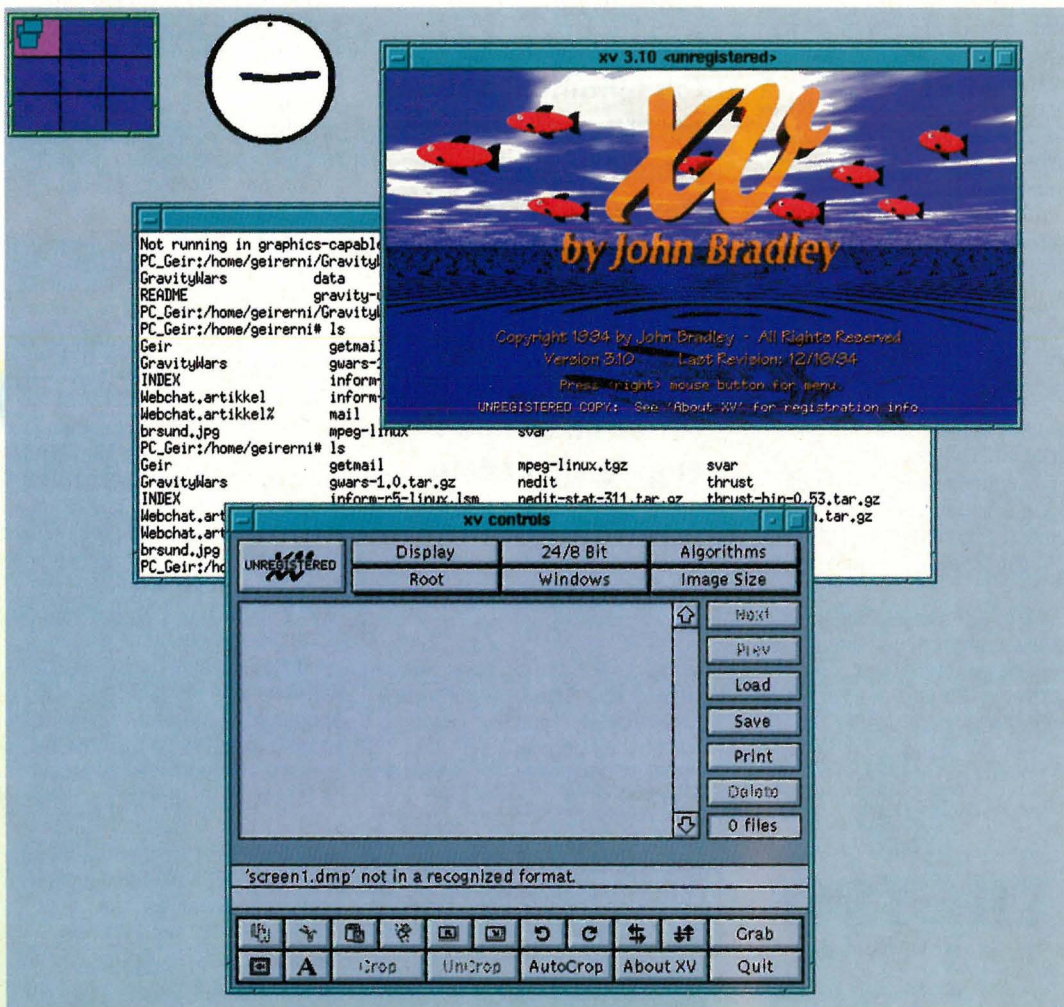 xv 3.10 <unregistered>
xv
by John Bradley
Copyright 1994 by John Bradley - All Rights Reserved
Version 3.10 Last Revision: 12/16/94
Press <right> mouse button for menu.
UNREGISTERED COPY: See 'About XV' for registration info.
Not running in graphics-capable
PC_Geir:/home/geirerni/Gravity
GravityWars data
README gravity-
PC_Geir:/home/geirerni/Gravity
PC_Geir:/home/geirerni# ls
Geir getmail
GravityWars gwars-
INDEX inform-
Webchat.artikkel inform-
Webchat.artikkel% mail
brsund.jpg mpeg-linux svar
PC_Geir:/home/geirerni# ls
Geir getmail mpeg-linux.tgz svar
GravityWars gwars-1.0.tar.gz nedit thrust
INDEX inform-r5-linux.lsm nedit-stat-311.tar.gz thrust-bin-0.53.tar.gz
Webchat.art .tar.gz
Webchat.art
brsund.jpg
PC_Geir:/ho
xv controls
UNREGISTERED
Display 24/8 Bit Algorithms
Root Windows Image Size
Next
Prev
Load
Save
Print
Delete
0 files
'screen1.dmp' not in a recognized format.
Grab
A Crop UnCrop AutoCrop About XV Quit